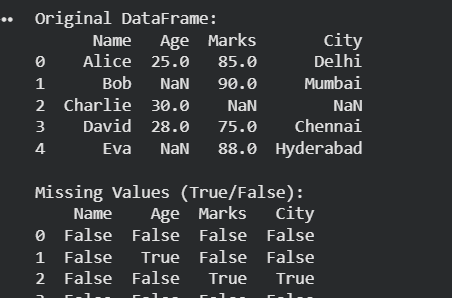 Original DataFrame:
Name Age Marks City
0 Alice 25.0 85.0 Delhi
1 Bob NaN 90.0 Mumbai
2 Charlie 30.0 NaN NaN
3 David 28.0 75.0 Chennai
4 Eva NaN 88.0 Hyderabad
Missing Values (True/False):
Name Age Marks City
0 False False False False
1 False True False False
2 False False True True